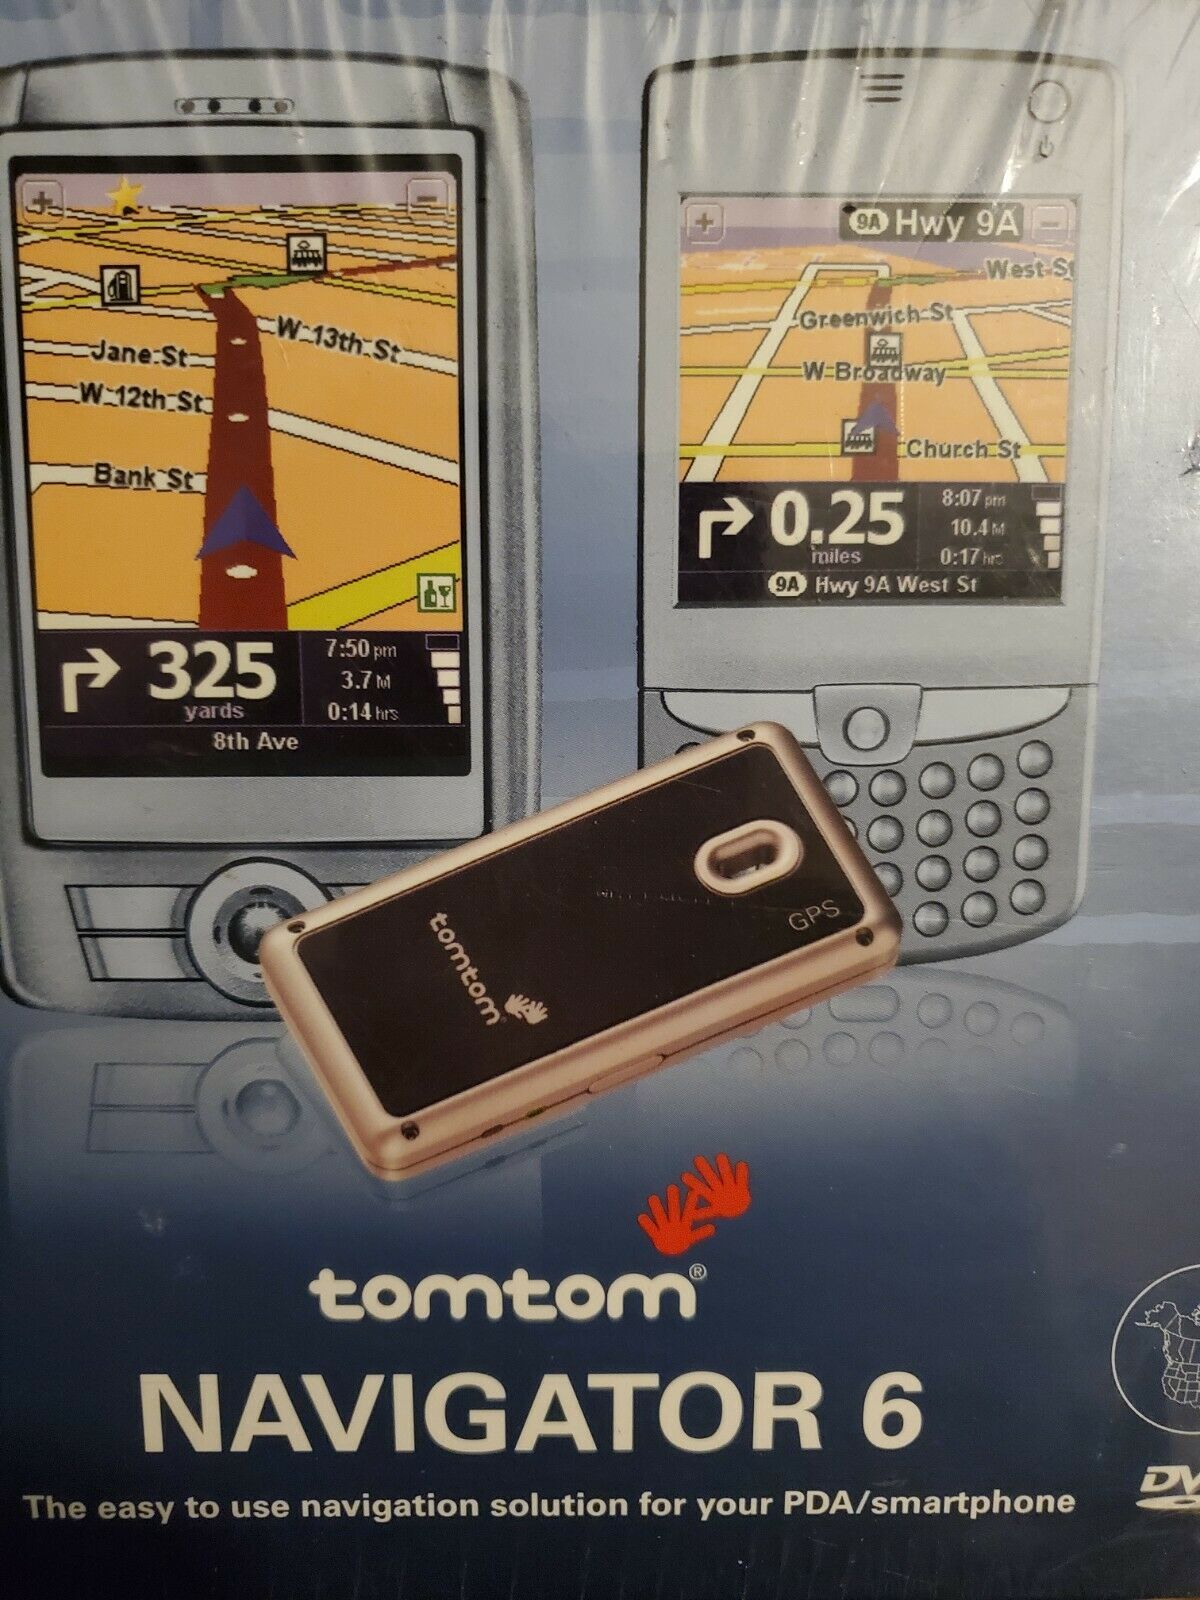 W 13th St
Jane St
W 12th St
Bank St
325
yards
7:50 pm
3.7 M
0:14 hrs
8th Ave
9A Hwy 9A
West St
Greenwich St
W Broadway
Church St
0.25
miles
8:07 pm
10.4 M
0:17 hrs
9A Hwy 9A West St
GPS
tomtom
tomtom®
NAVIGATOR 6
The easy to use navigation solution for your PDA/smartphone